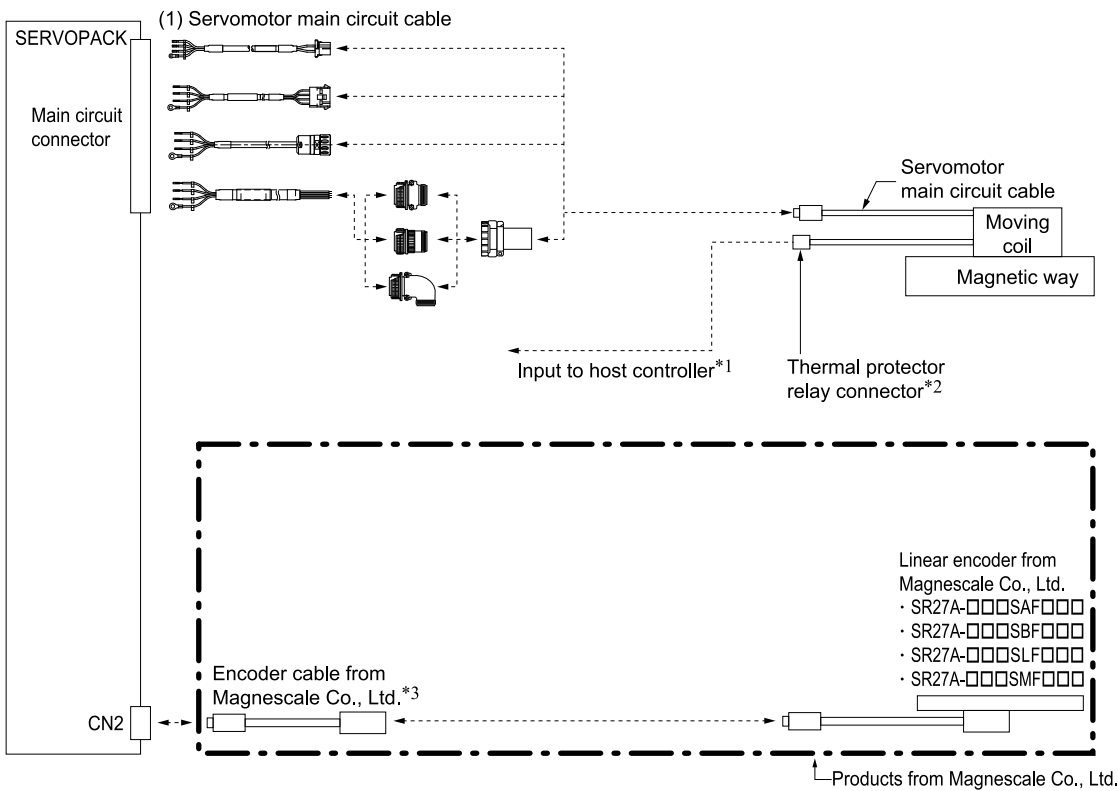 (1) Servomotor main circuit cable
SERVOPACK
Main circuit
connector
Servomotor
main circuit cable
Moving
coil
Magnetic way
Input to host controller*1
Thermal protector
relay connector*2
Linear encoder from
Magnescale Co., Ltd.
· SR27A-□□□SAF□□□
· SR27A-□□□SBF□□□
· SR27A-□□□SLF□□□
· SR27A-□□□SMF□□□
Encoder cable from
Magnescale Co., Ltd.*3
CN2
Products from Magnescale Co., Ltd.